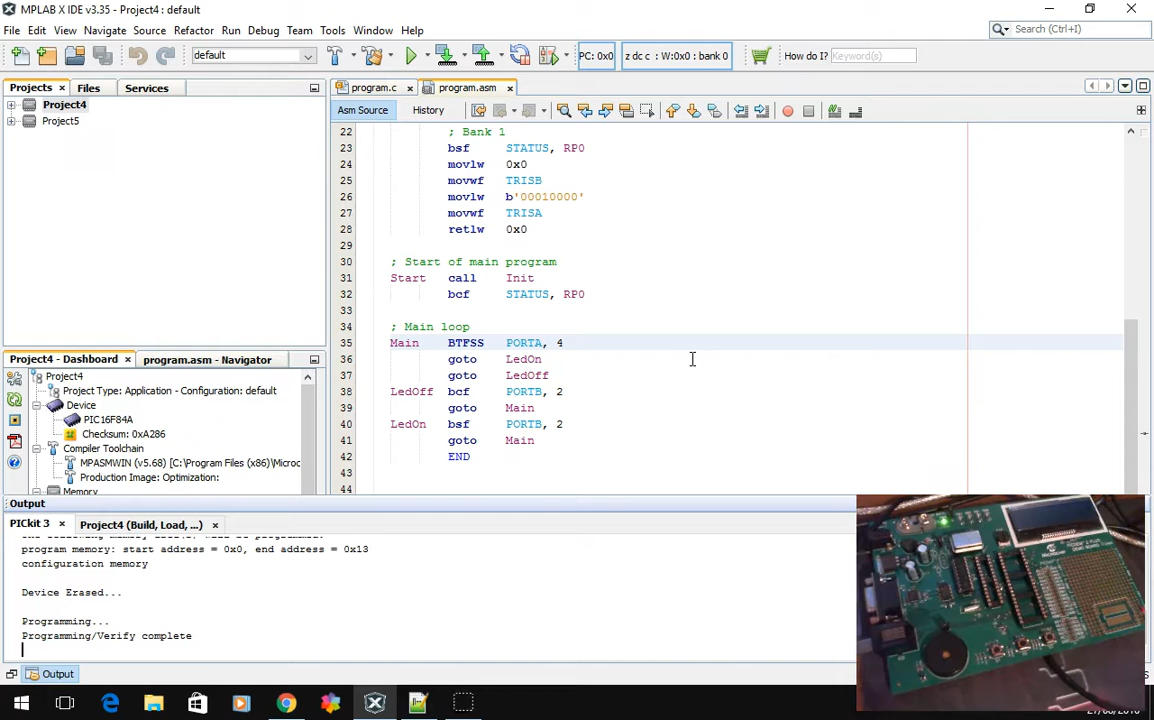 MPLAB X IDE v3.35 - Project4 : default
File Edit View Navigate Source Refactor Run Debug Team Tools Window Help
Search (Ctrl+I)
default
PC: 0x0
z dc c : W:0x0 : bank 0
How do I?
Keyword(s)
Projects
Files
Services
program.c
program.asm
Project4
Project5
Asm Source
History
22 ; Bank 1
23 bsf STATUS, RP0
24 movlw 0x0
25 movwf TRISB
26 movlw b'00010000'
27 movwf TRISA
28 retlw 0x0
29
30 ; Start of main program
31 Start call Init
32 bcf STATUS, RP0
33
34 ; Main loop
35 Main BTFSS PORTA, 4
36 goto LedOn
37 goto LedOff
38 LedOff bcf PORTB, 2
39 goto Main
40 LedOn bsf PORTB, 2
41 goto Main
42 END
43
44
Project4 - Dashboard
program.asm - Navigator
Project4
Project Type: Application - Configuration: default
Device
PIC16F84A
Checksum: 0xA286
Compiler Toolchain
MPASMWIN (v5.68) [C:\Program Files (x86)\Microc
Production Image: Optimization:
Memory
Output
PICkit 3
Project4 (Build, Load, ...)
program memory: start address = 0x0, end address = 0x13
configuration memory
Device Erased...
Programming...
Programming/Verify complete
Output